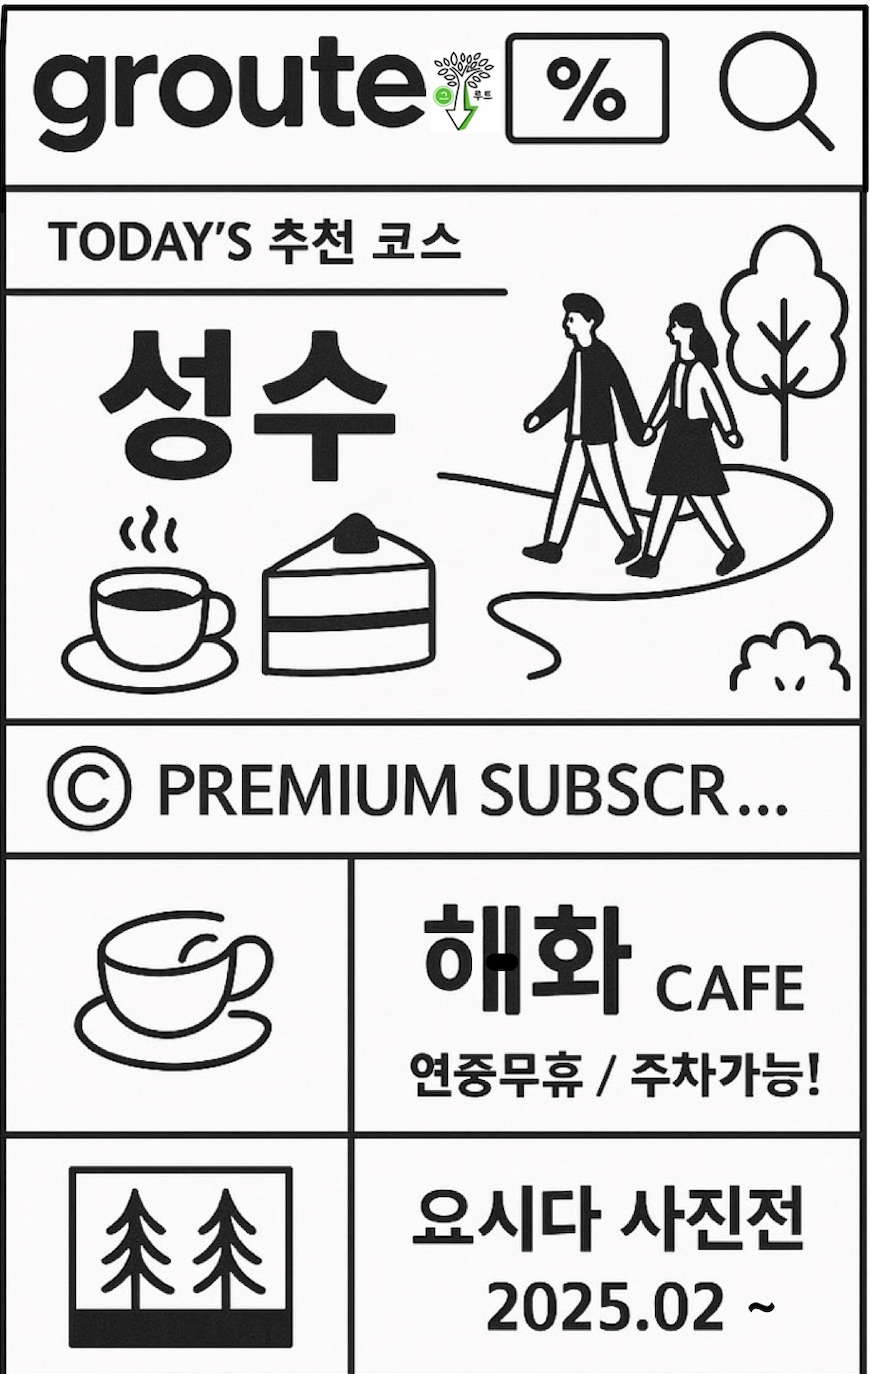 groute
그 루트
%
TODAY'S 추천 코스
성수
© PREMIUM SUBSCR...
해화 CAFE
연중무휴 / 주차가능!
요시다 사진전
2025.02 ~